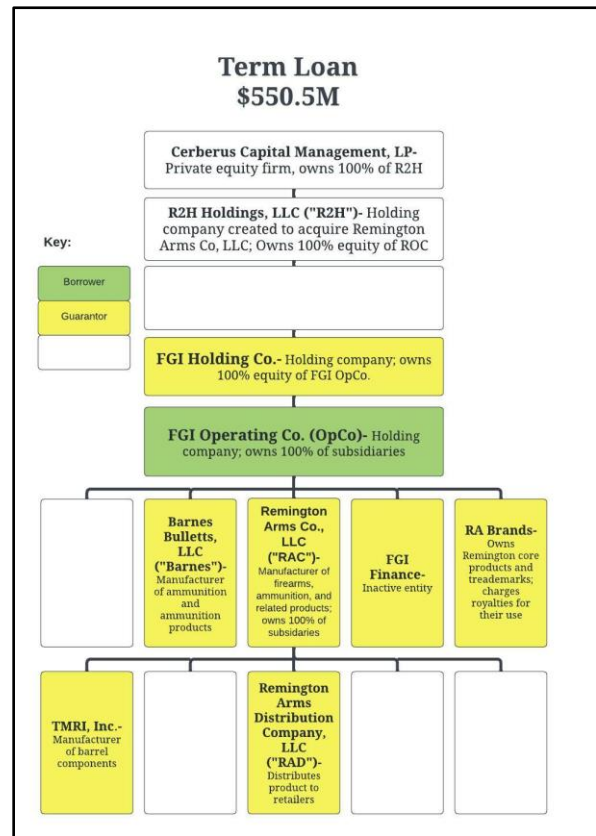 Term Loan
$550.5M
Cerberus Capital Management, LP-
Private equity firm, owns 100% of R2H
R2H Holdings, LLC ("R2H")- Holding
company created to acquire Remington
Arms Co, LLC; Owns 100% equity of ROC
Key:
Borrower
Guarantor
FGI Holding Co.- Holding company; owns
100% equity of FGI OpCo.
FGI Operating Co. (OpCo)- Holding
company; owns 100% of subsidiaries
Barnes
Bulletts,
LLC
("Barnes")-
Manufacturer
of ammunition
and
ammunition
products
Remington
Arms Co.,
LLC
("RAC")-
Manufacturer of
firearms,
ammunition, and
related products;
owns 100% of
subsidaries
FGI
Finance-
Inactive entity
RA Brands-
Owns
Remington core
products and
treademarks;
charges
royalties for
their use
TMRI, Inc.-
Manufacturer
of barrel
components
Remington
Arms
Distribution
Company,
LLC
("RAD")-
Distributes
product to
retailers